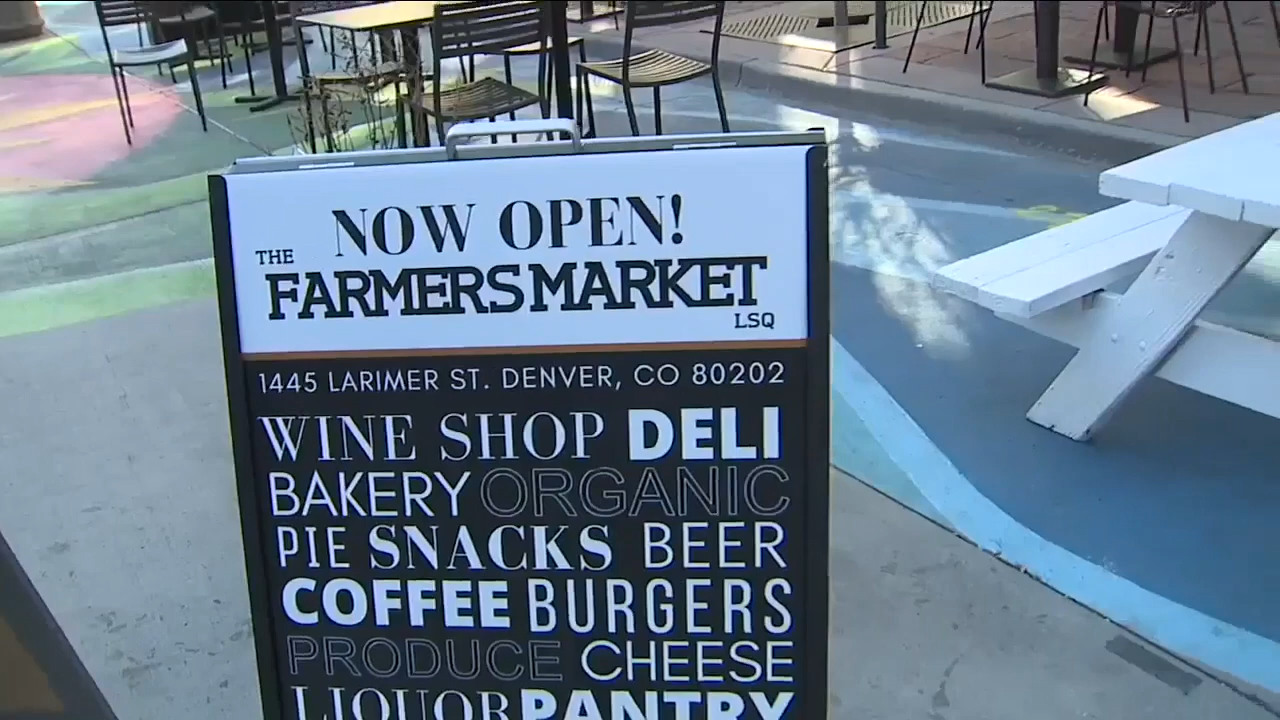 NOW OPEN!
THE
FARMERS MARKET
LSQ
1445 LARIMER ST. DENVER, CO 80202
WINE SHOP DELI
BAKERY ORGANIC
PIE SNACKS BEER
COFFEE BURGERS
PRODUCE CHEESE
LIQUOR PANTRY